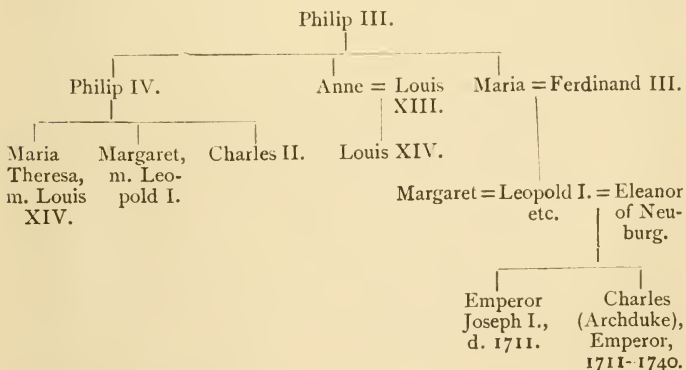 Philip III.
Philip IV.
Anne = Louis
XIII.
Maria = Ferdinand III.
Maria
Theresa,
m. Louis
XIV.
Margaret,
m. Leo-
pold I.
Charles II.
Louis XIV.
Margaret = Leopold I. = Eleanor
etc.
of Neu-
burg.
Emperor
Joseph I.,
d. 1711.
Charles
(Archduke),
Emperor,
1711-1740.